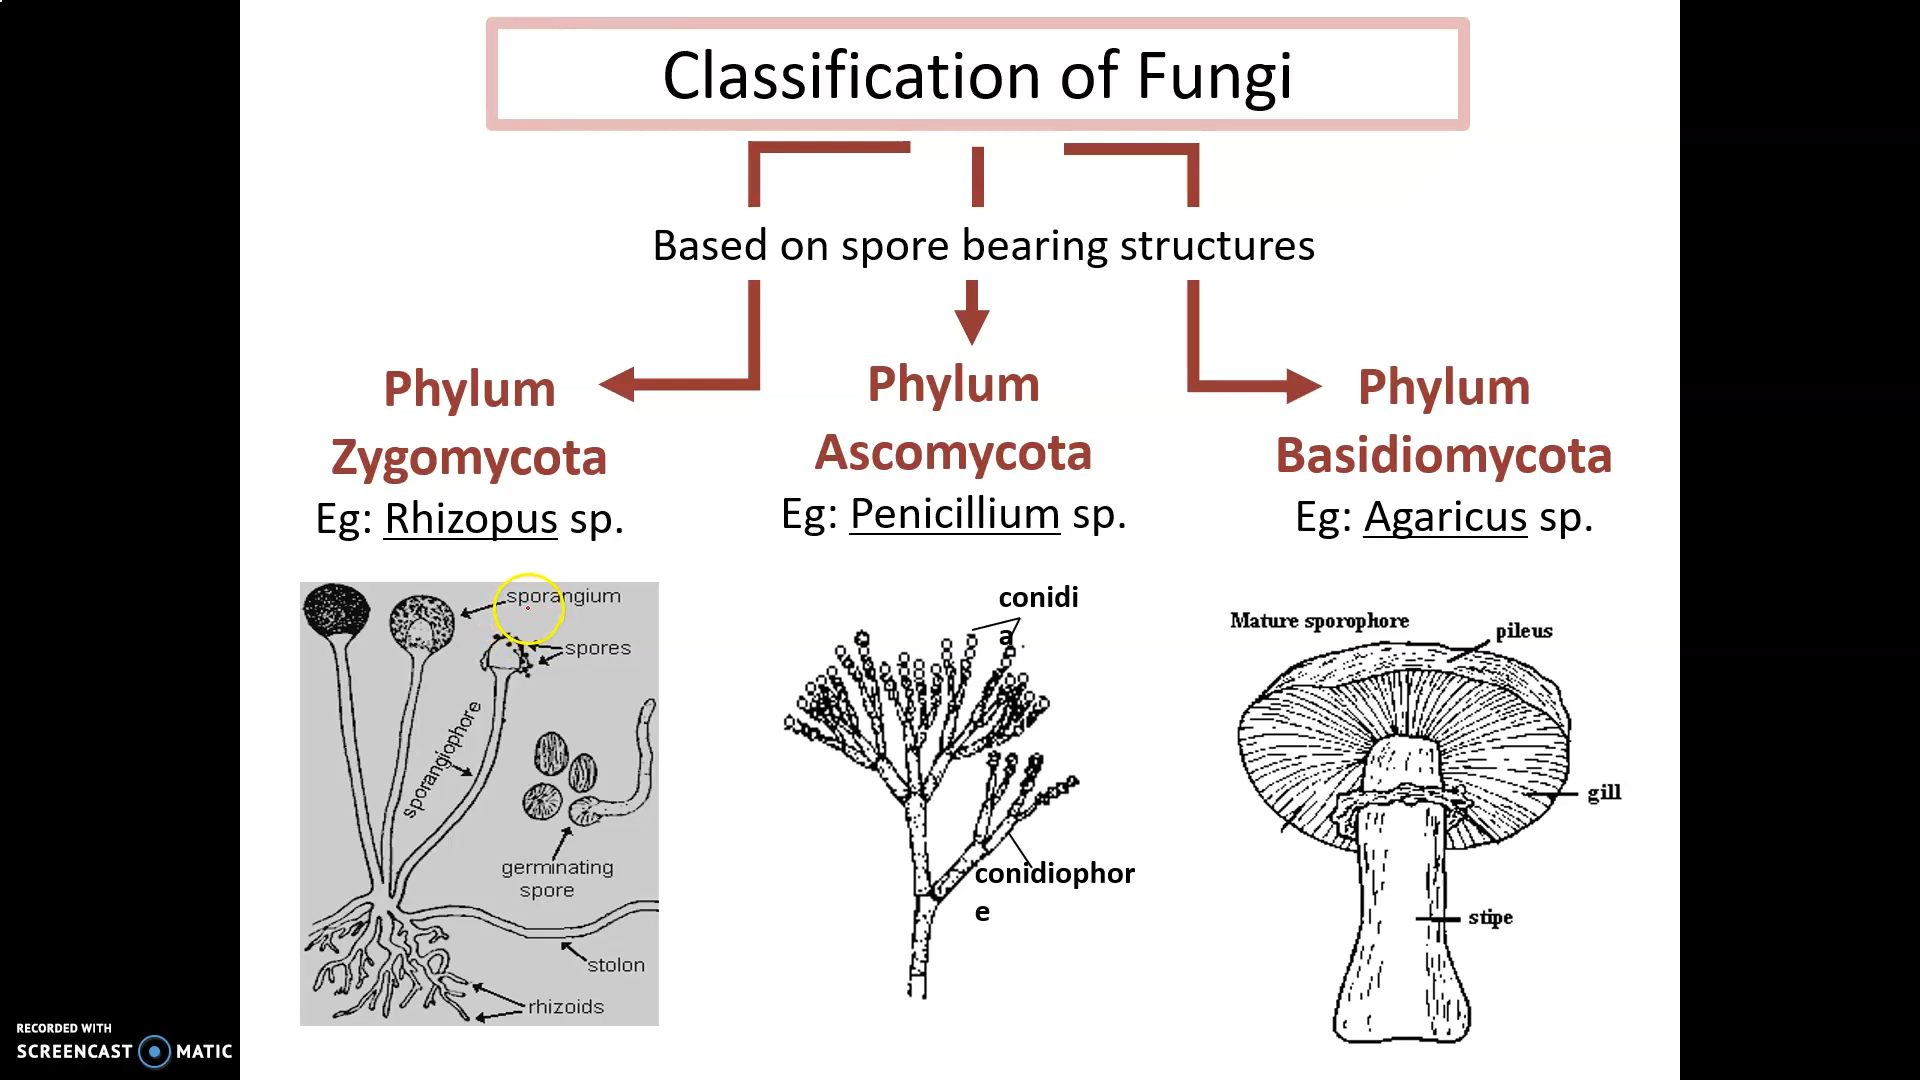 Classification of Fungi
Based on spore bearing structures
Phylum
Zygomycota
Eg: Rhizopus sp.
Phylum
Ascomycota
Eg: Penicillium sp.
Phylum
Basidiomycota
Eg: Agaricus sp.
sporangium
spores
sporangiophore
germinating
spore
stolon
rhizoids
conidi
a
conidiophor
e
Mature sporophore
pileus
gill
stipe
RECORDED WITH
SCREENCAST MATIC